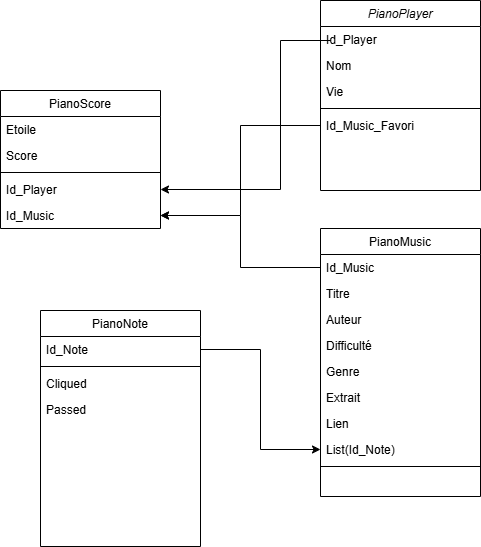 PianoPlayer
Id_Player
Nom
Vie
Id_Music_Favori
PianoScore
Etoile
Score
Id_Player
Id_Music
PianoMusic
Id_Music
Titre
Auteur
Difficulté
Genre
Extrait
Lien
List(Id_Note)
PianoNote
Id_Note
Cliqued
Passed